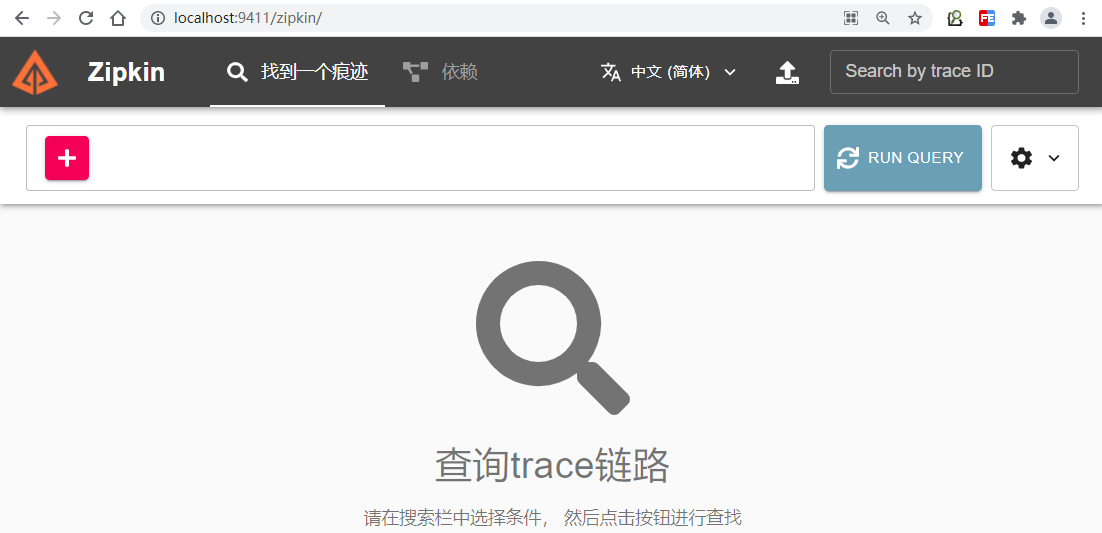 localhost:9411/zipkin/
Zipkin
找到一个痕迹
依赖
中文 (简体)
Search by trace ID
RUN QUERY
查询trace链路
请在搜索栏中选择条件， 然后点击按钮进行查找